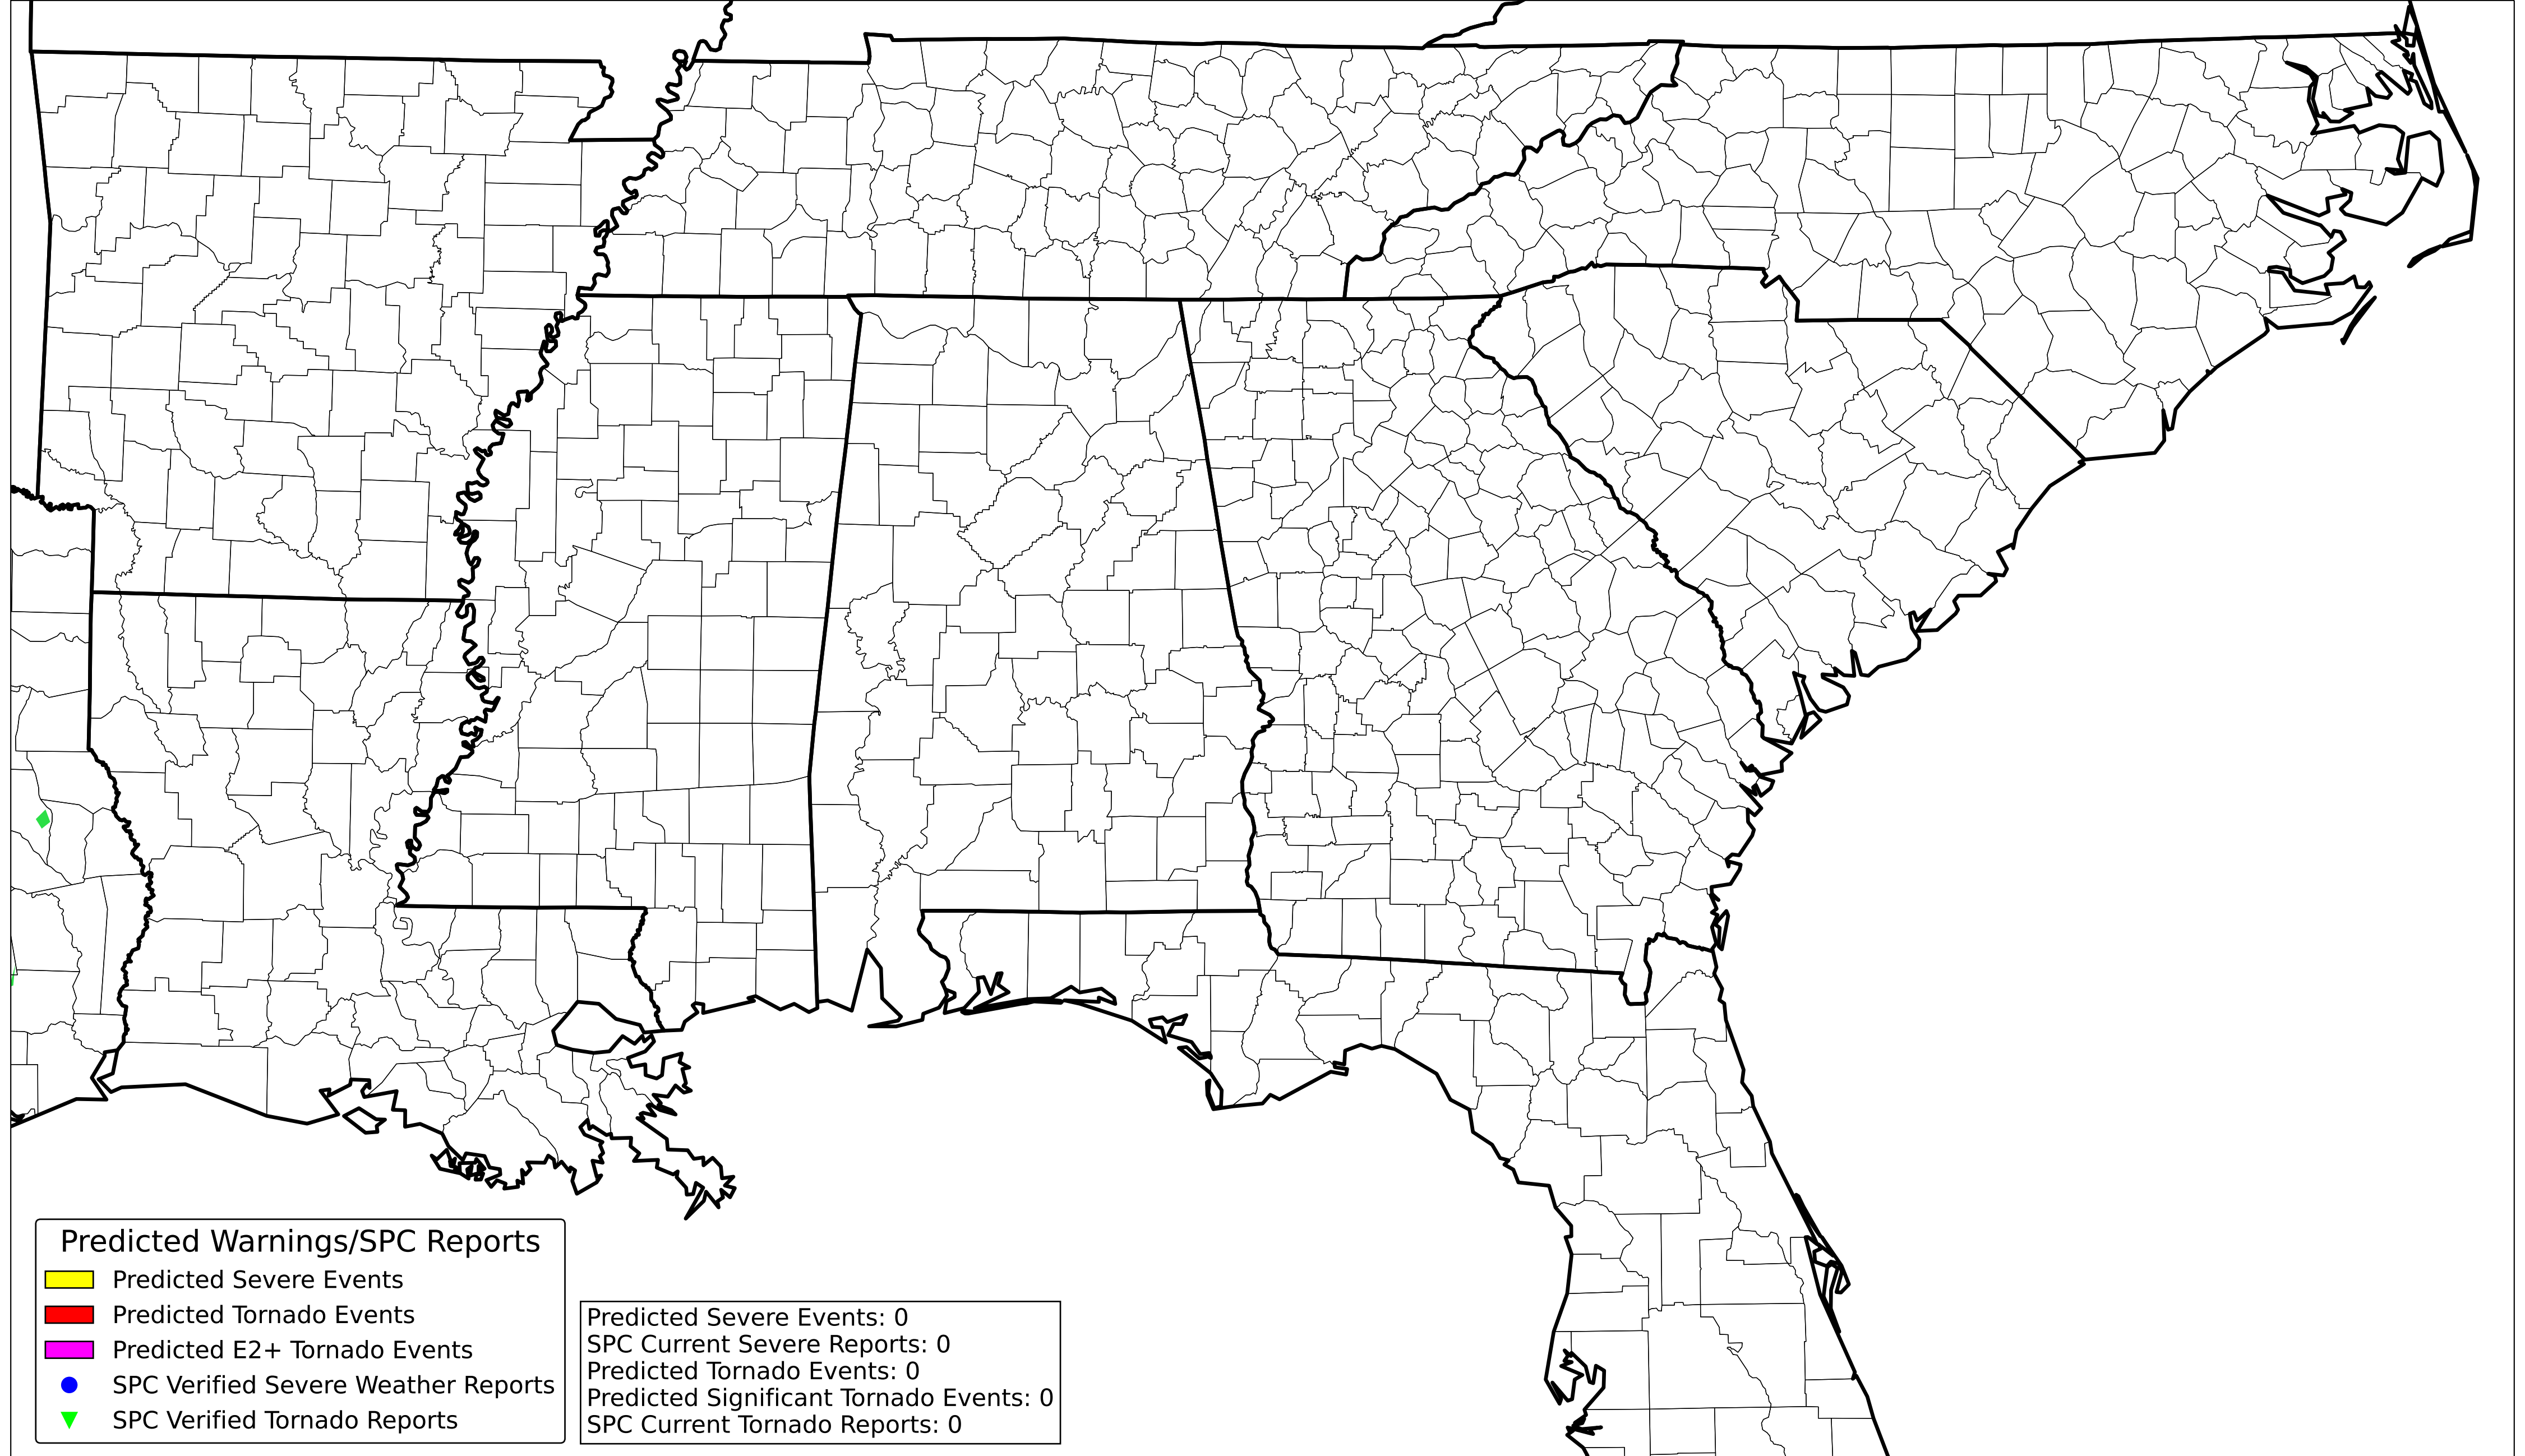 Predicted Warnings/SPC Reports
Predicted Severe Events
Predicted Tornado Events
Predicted E2+ Tornado Events
SPC Verified Severe Weather Reports
SPC Verified Tornado Reports
Predicted Severe Events: 0
SPC Current Severe Reports: 0
Predicted Tornado Events: 0
Predicted Significant Tornado Events: 0
SPC Current Tornado Reports: 0